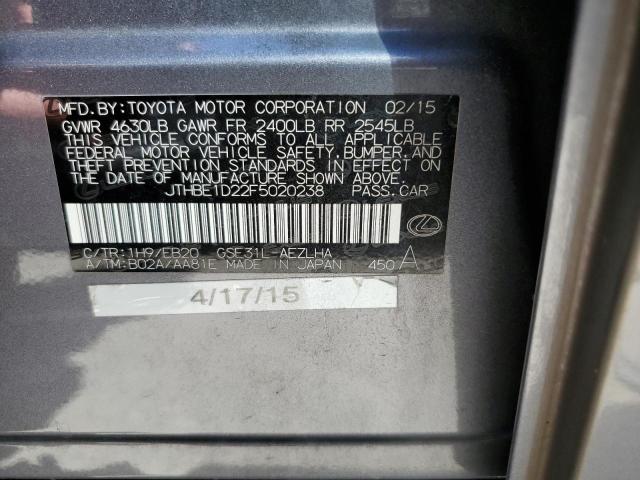 MFD.BY:TOYOTA MOTOR CORPORATION 02/15
GVWR 4630LB GAWR FR 2400LB RR 2545LB
THIS VEHICLE CONFORMS TO ALL APPLICABLE
FEDERAL MOTOR VEHICLE SAFETY,BUMPER,AND
THEFT PREVENTION STANDARDS IN EFFECT ON
THE DATE OF MANUFACTURE SHOWN ABOVE.
JTHBE1D22F5020238 PASS.CAR
C/TR:1H9/EB20 GSE31L-AEZLHA
A/TM:B02A/AA81E MADE IN JAPAN 450 A
4/17/15